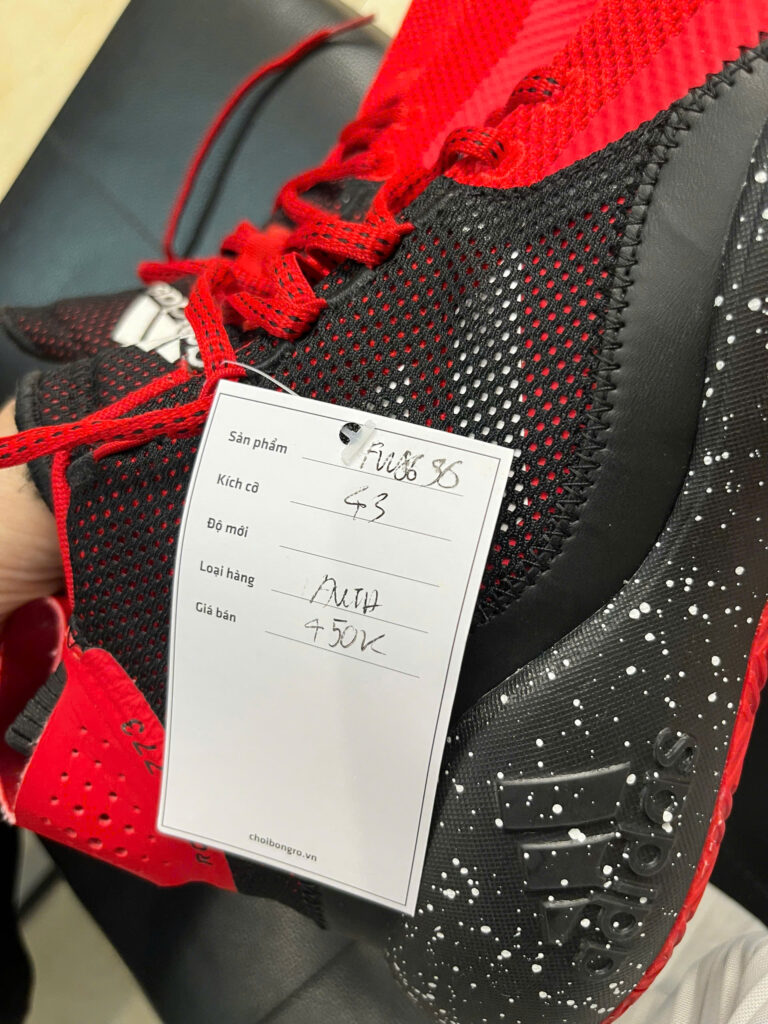 Sản phẩm
Kích cỡ 43
Độ mới
Loại hàng AUTH
Giá bán 450K
choibongro.vn
adidas